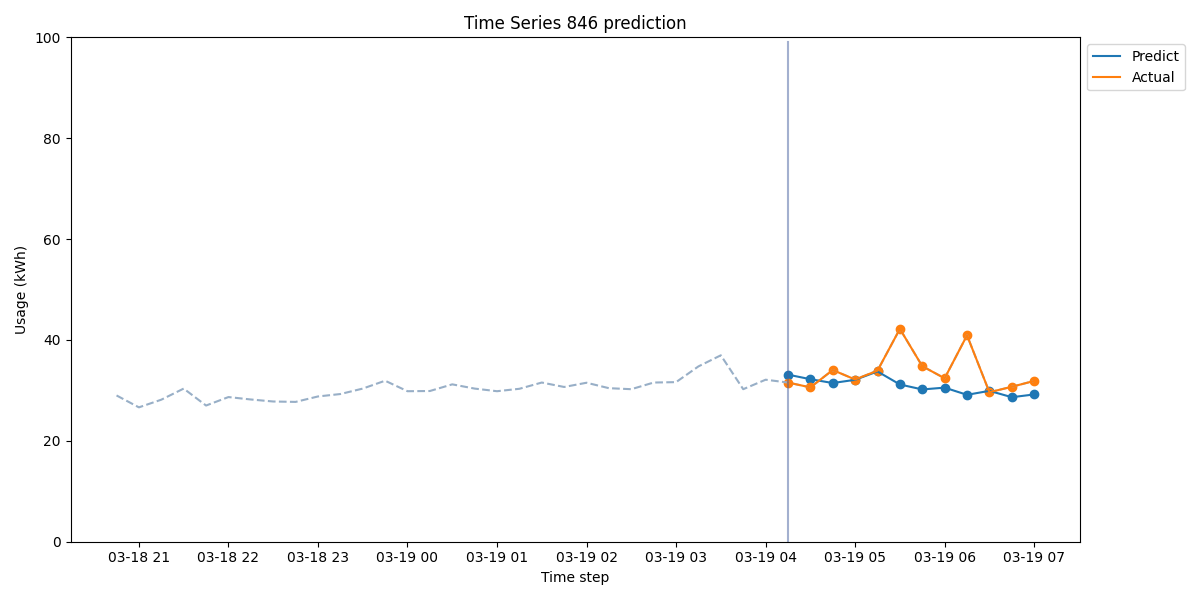 Time Series 846 prediction
100
80
60
40
20
0
Usage (kWh)
03-18 21 03-18 22 03-18 23 03-19 00 03-19 01 03-19 02 03-19 03 03-19 04 03-19 05 03-19 06 03-19 07
Time step
Predict
Actual